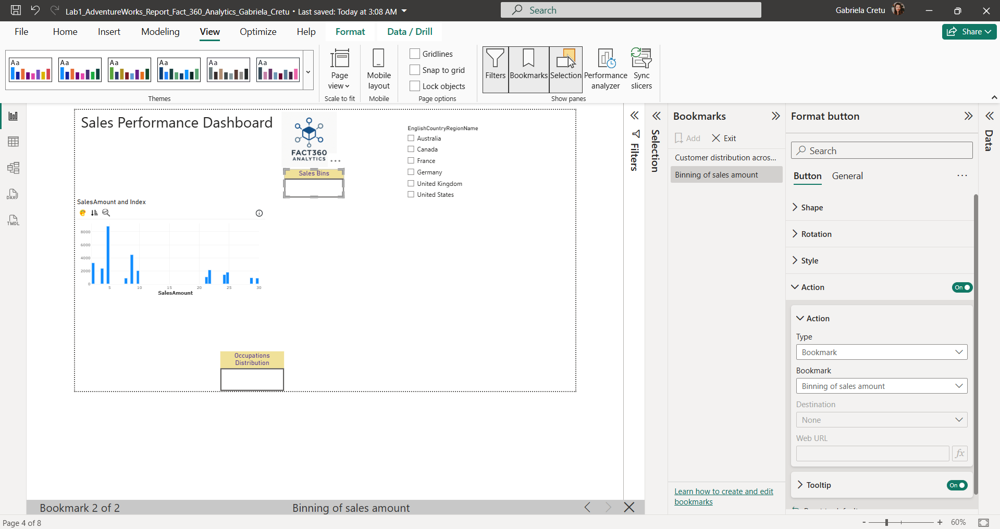 Lab1_AdventureWorks_Report_Fact_360_Analytics_Gabriela_Cretu • Last saved: Today at 3:08 AM
Search
Gabriela Cretu
File Home Insert Modeling View Optimize Help Format Data / Drill
Share
Aa Aa Aa Aa Aa Aa
Themes
Page view
Scale to fit
Mobile layout
Mobile
Gridlines
Snap to grid
Lock objects
Page options
Filters
Bookmarks
Selection
Performance analyzer
Sync slicers
Show panes
DAX
TMDL
Sales Performance Dashboard
FACT360
ANALYTICS
Sales Bins
EnglishCountryRegionName
Australia
Canada
France
Germany
United Kingdom
United States
SalesAmount and Index
8000
6000
4000
2000
0
5 10 15 20 25 30
SalesAmount
Occupations
Distribution
Filters
Selection
Bookmarks
Add Exit
Customer distribution acros...
Binning of sales amount
Learn how to create and edit
bookmarks
Format button
Search
Button General
Shape
Rotation
Style
Action On
Action
Type
Bookmark
Bookmark
Binning of sales amount
Destination
None
Web URL
fx
Tooltip On
Data
Bookmark 2 of 2 Binning of sales amount
Page 4 of 8
- + 60%